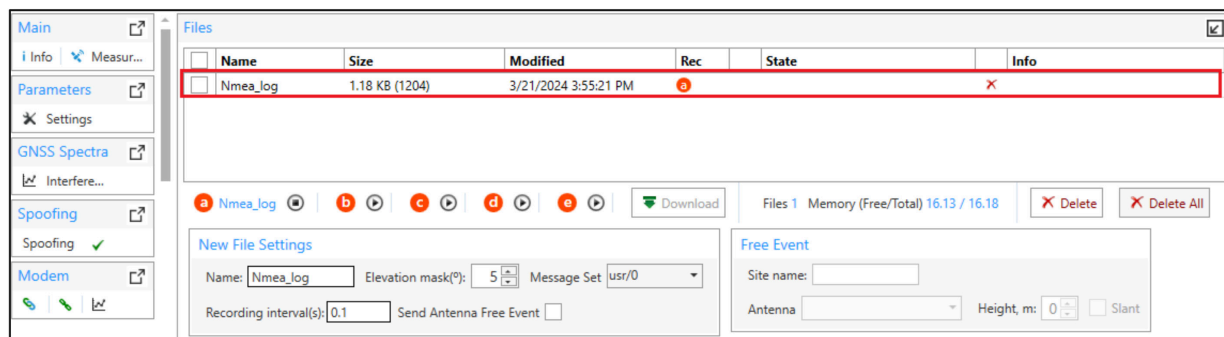 Main
Info Measur...
Parameters
Settings
GNSS Spectra
Interfere...
Spoofing
Spoofing
Modem
Files
Name Size Modified Rec State Info
Nmea_log 1.18 KB (1204) 3/21/2024 3:55:21 PM a
a Nmea_log b c d e Download Files 1 Memory (Free/Total) 16.13 / 16.18 Delete Delete All
New File Settings
Name: Nmea_log Elevation mask(º): 5 Message Set usr/0
Recording interval(s): 0.1 Send Antenna Free Event
Free Event
Site name:
Antenna Height, m: 0 Slant